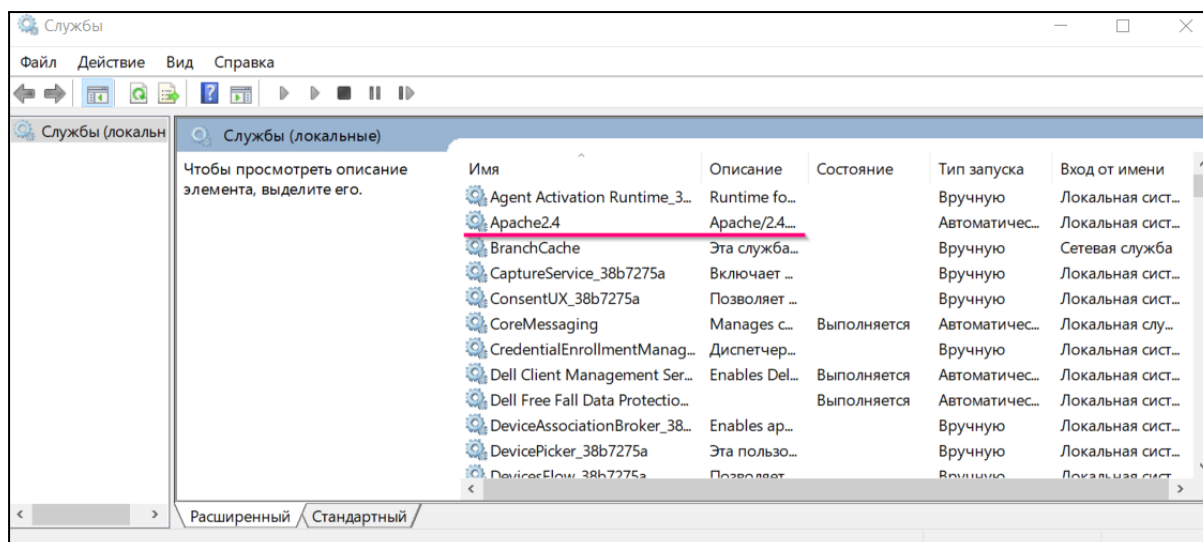 Службы
Файл Действие Вид Справка
Службы (локальн
Службы (локальные)
Чтобы просмотреть описание
элемента, выделите его.
Имя Описание Состояние Тип запуска Вход от имени
Agent Activation Runtime_3... Runtime fo... Вручную Локальная сист...
Apache2.4 Apache/2.4.... Автоматичес... Локальная сист...
BranchCache Эта служба... Вручную Сетевая служба
CaptureService_38b7275a Включает ... Вручную Локальная сист...
ConsentUX_38b7275a Позволяет ... Вручную Локальная сист...
CoreMessaging Manages c... Выполняется Автоматичес... Локальная слу...
CredentialEnrollmentManag... Диспетчер... Вручную Локальная сист...
Dell Client Management Ser... Enables Del... Выполняется Автоматичес... Локальная сист...
Dell Free Fall Data Protectio... Выполняется Автоматичес... Локальная сист...
DeviceAssociationBroker_38... Enables ap... Вручную Локальная сист...
DevicePicker_38b7275a Эта пользо... Вручную Локальная сист...
DevicesFlow_38b7275a Позволяет Вручную Локальная сист...
Расширенный Стандартный